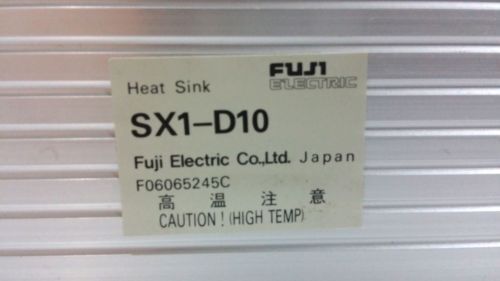 FUJI
ELECTRIC
Heat Sink
SX1-D10
Fuji Electric Co.,Ltd. Japan
F06065245C
高温注意
CAUTION! (HIGH TEMP)